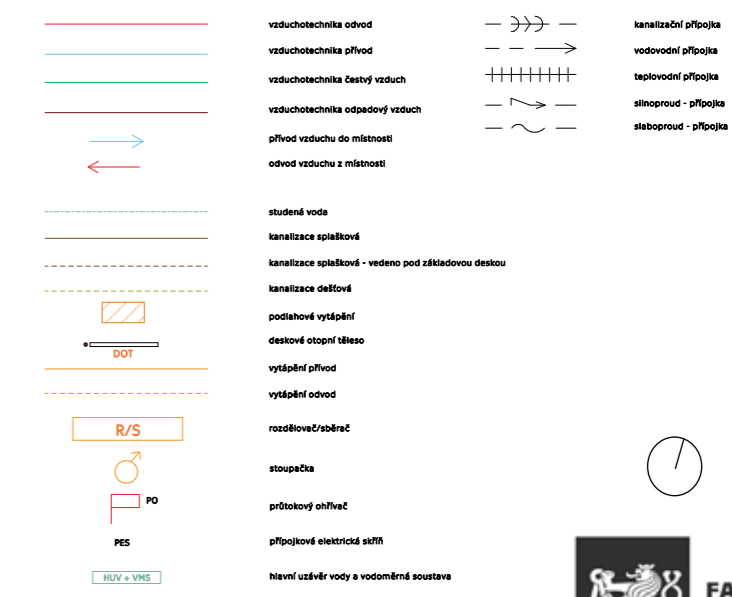 vzduchotechnika odvod
vzduchotechnika přívod
vzduchotechnika čestvý vzduch
vzduchotechnika odpadový vzduch
přívod vzduchu do místnosti
odvod vzduchu z místnosti
kanalizační přípojka
vodovodní přípojka
teplovodní přípojka
silnoproud - přípojka
slaboproud - přípojka
studená voda
kanalizace splašková
kanalizace splašková - vedeno pod základovou deskou
kanalizace dešťová
podlahové vytápění
deskové otopní těleso
DOT
vytápění přívod
vytápění odvod
R/S
rozdělovač/sběrač
stoupačka
PO
průtokový ohřívač
PES
přípojková elektrická skříň
HUV + VMS
hlavní uzávěr vody a vodoměrná soustava
FA